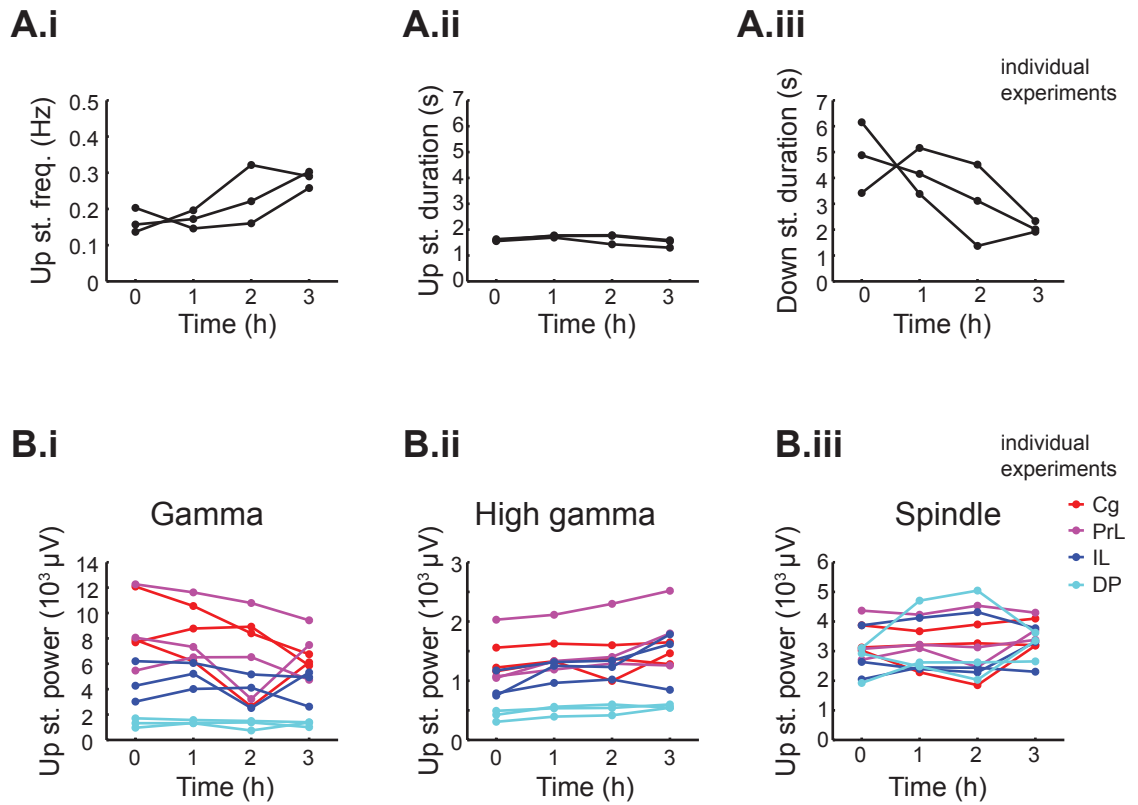 A.i
A.ii
A.iii
individual
experiments
Up st. freq. (Hz)
0.5
0.4
0.3
0.2
0.1
0
0 1 2 3
Time (h)
Up st. duration (s)
7
6
5
4
3
2
1
0
0 1 2 3
Time (h)
Down st. duration (s)
7
6
5
4
3
2
1
0
0 1 2 3
Time (h)
B.i
B.ii
B.iii
individual
experiments
Cg
PrL
IL
DP
Gamma
Up st. power (10³ µV)
14
12
10
8
6
4
2
0
0 1 2 3
Time (h)
High gamma
Up st. power (10³ µV)
3
2
1
0
0 1 2 3
Time (h)
Spindle
Up st. power (10³ µV)
6
5
4
3
2
1
0
0 1 2 3
Time (h)